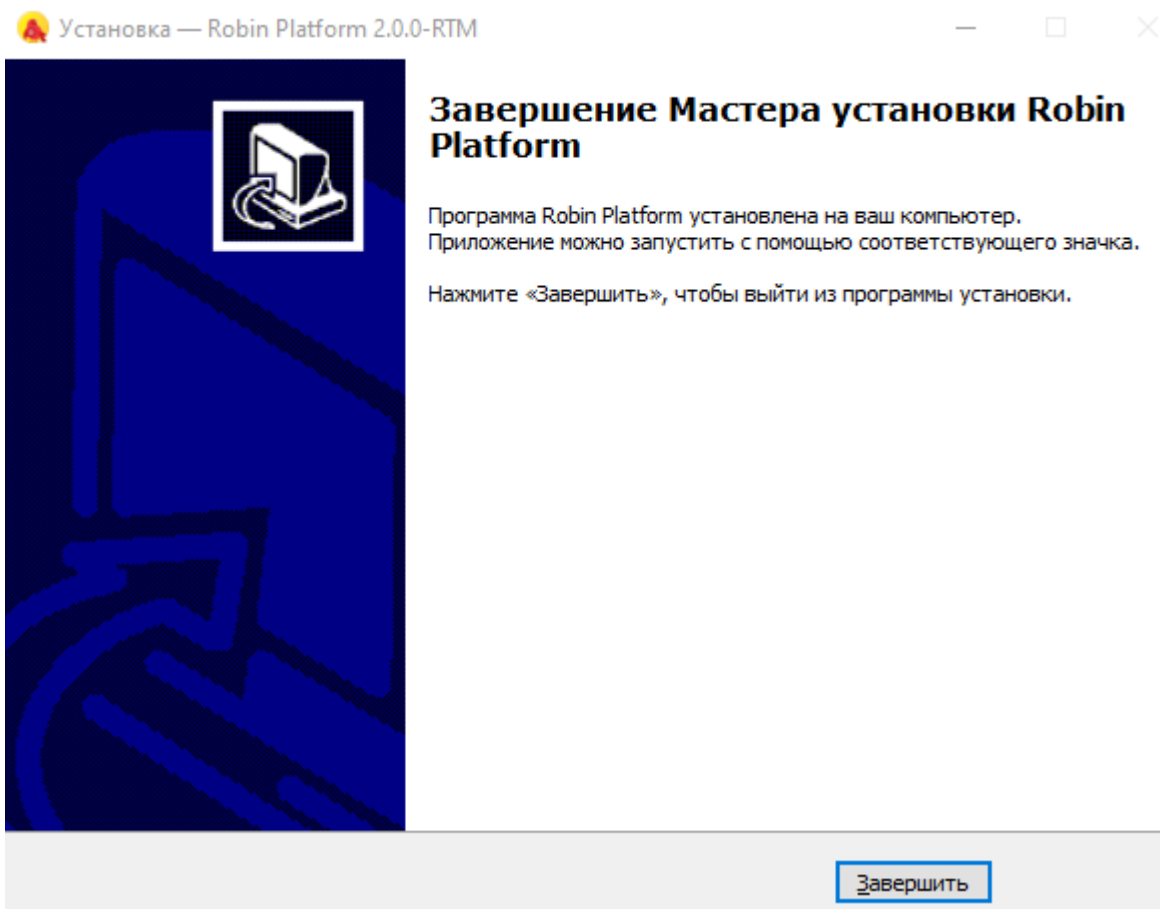 Установка — Robin Platform 2.0.0-RTM
Завершение Мастера установки Robin
Platform
Программа Robin Platform установлена на ваш компьютер.
Приложение можно запустить с помощью соответствующего значка.
Нажмите «Завершить», чтобы выйти из программы установки.
Завершить